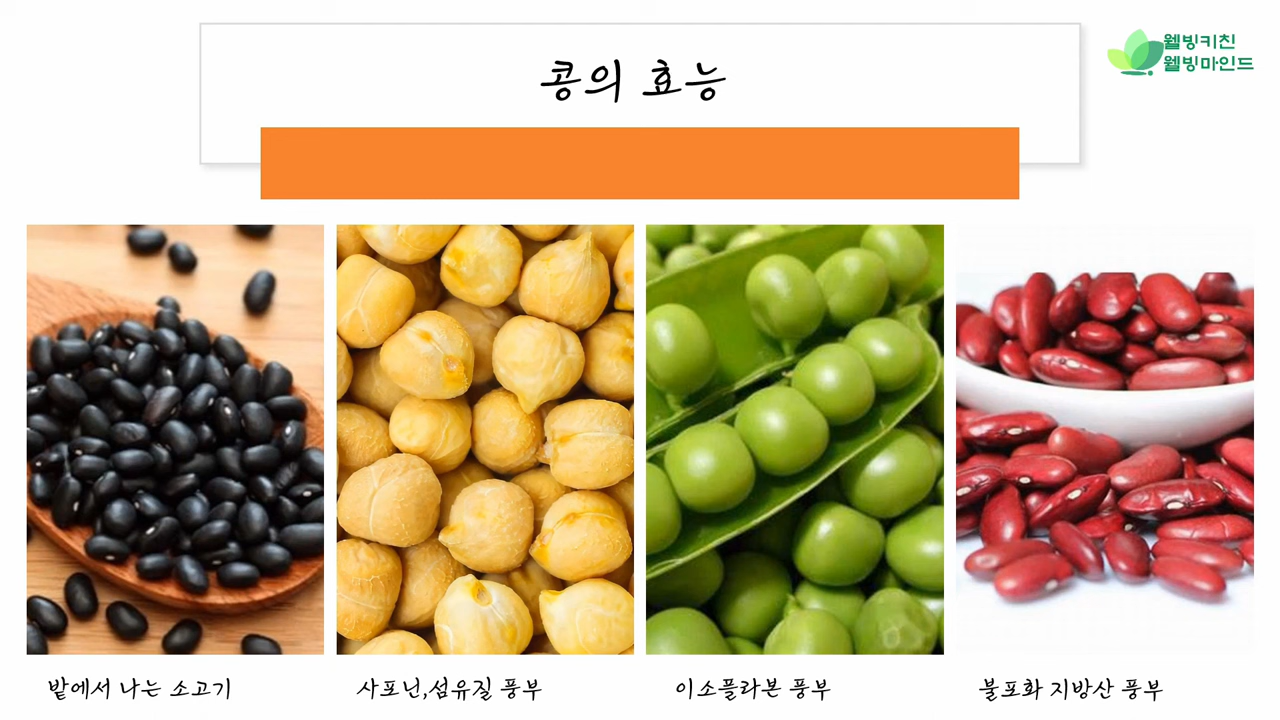 콩의 효능
웰빙키친
웰빙마인드
밭에서 나는 소고기
사포닌,섬유질 풍부
이소플라본 풍부
불포화 지방산 풍부